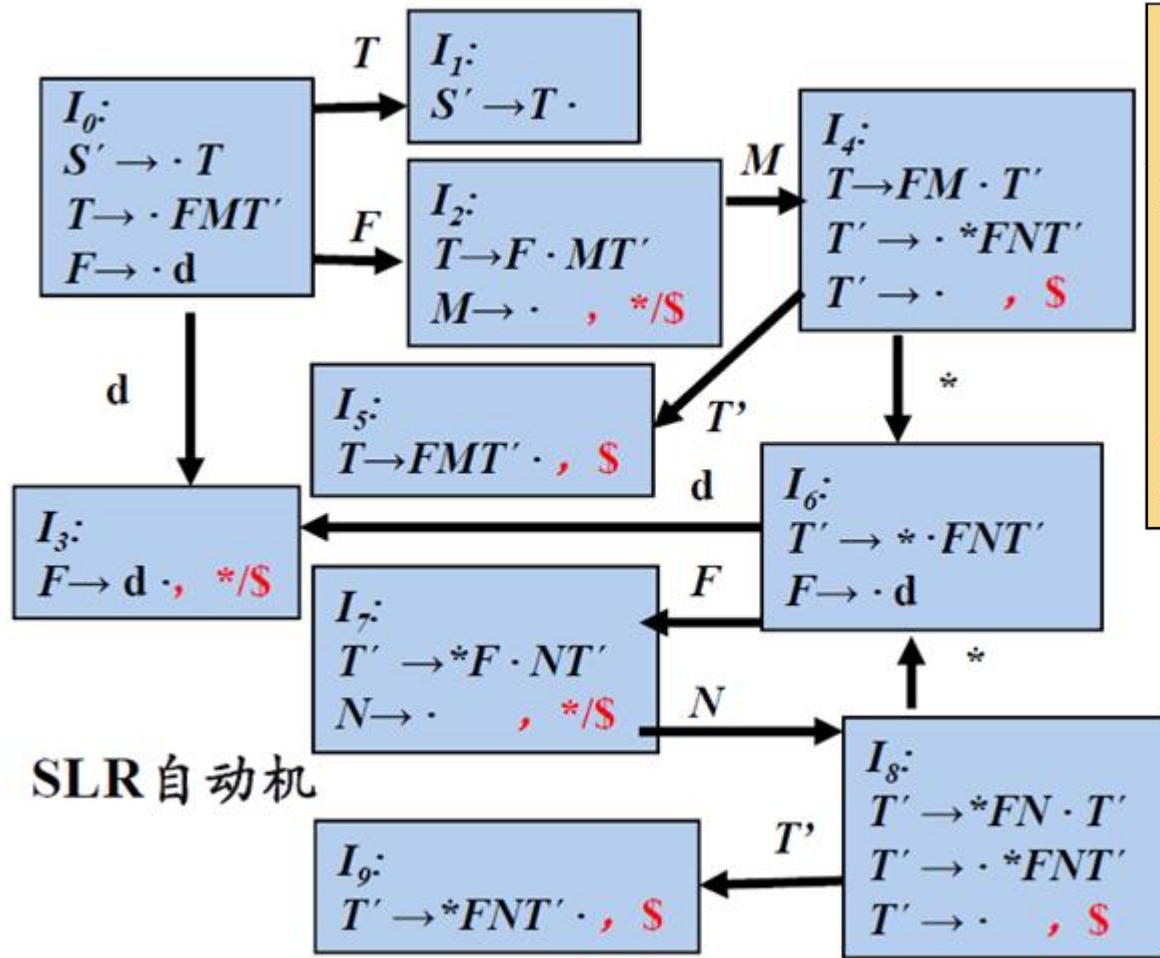 T
I₁:
S′ → T ·
I₀:
S′ → · T
T → · FMT′
F → · d
F
I₂:
T → F · MT′
M → · , */$
M
I₄:
T → FM · T′
T′ → · *FNT′
T′ → · , $
d
*
T’
I₅:
T → FMT′ · , $
d
I₃:
F → d ·, */$
I₆:
T′ → * · FNT′
F → · d
F
I₇:
T′ → *F · NT′
N → · , */$
N
*
SLR自动机
I₈:
T′ → *FN · T′
T′ → · *FNT′
T′ → · , $
T’
I₉:
T′ → *FNT′ · , $